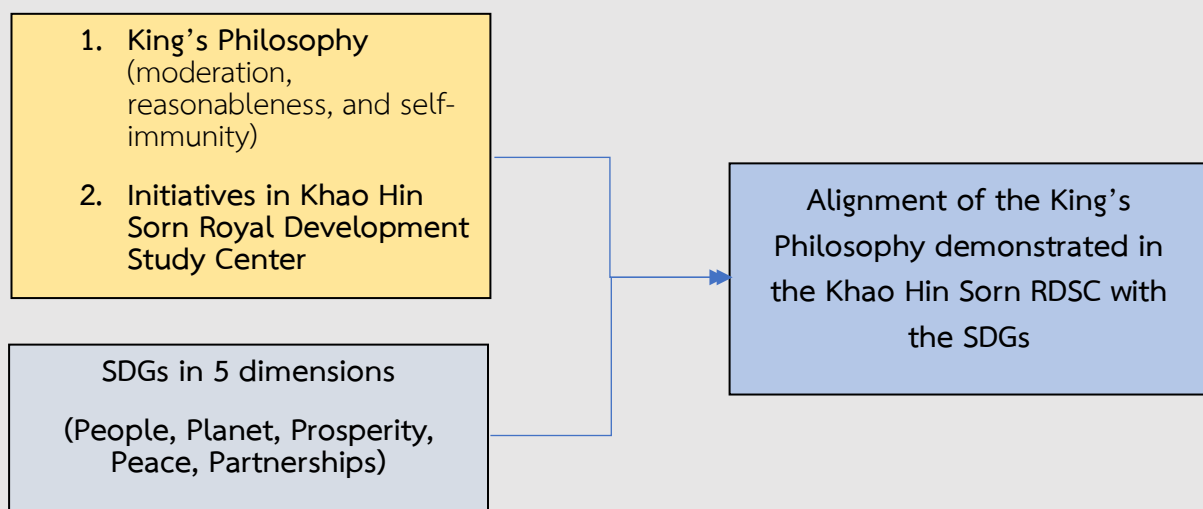 1. King's Philosophy
(moderation,
reasonableness, and self-
immunity)
2. Initiatives in Khao Hin
Sorn Royal Development
Study Center
SDGs in 5 dimensions
(People, Planet, Prosperity,
Peace, Partnerships)
Alignment of the King's
Philosophy demonstrated in
the Khao Hin Sorn RDSC with
the SDGs